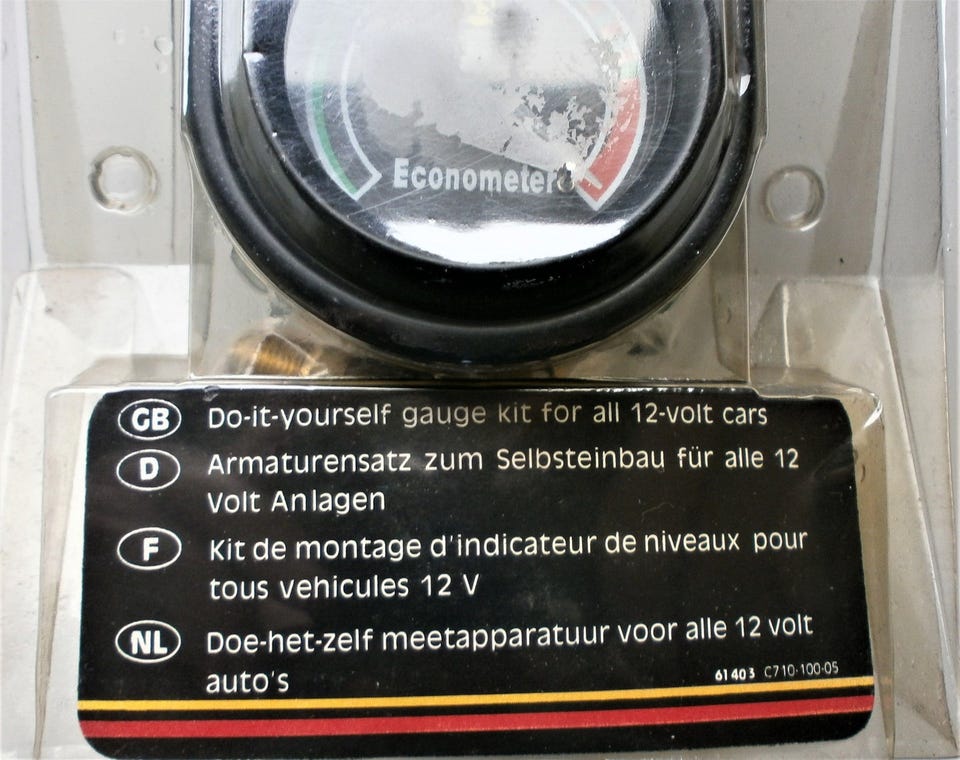 Econometer
GB Do-it-yourself gauge kit for all 12-volt cars
D Armaturensatz zum Selbsteinbau für alle 12
Volt Anlagen
F Kit de montage d'indicateur de niveaux pour
tous vehicules 12 V
NL Doe-het-zelf meetapparatuur voor alle 12 volt
auto's
61403 C710-100-05